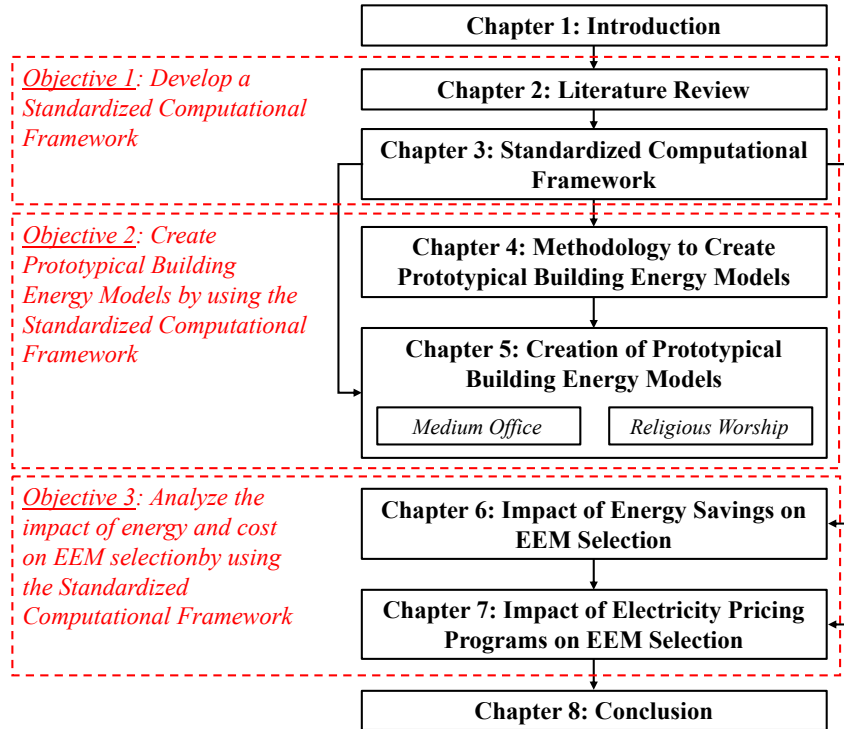 Chapter 1: Introduction
Objective 1: Develop a
Standardized Computational
Framework
Chapter 2: Literature Review
Chapter 3: Standardized Computational
Framework
Objective 2: Create
Prototypical Building
Energy Models by using the
Standardized Computational
Framework
Chapter 4: Methodology to Create
Prototypical Building Energy Models
Chapter 5: Creation of Prototypical
Building Energy Models
Medium Office
Religious Worship
Objective 3: Analyze the
impact of energy and cost
on EEM selectionby using
the Standardized
Computational Framework
Chapter 6: Impact of Energy Savings on
EEM Selection
Chapter 7: Impact of Electricity Pricing
Programs on EEM Selection
Chapter 8: Conclusion